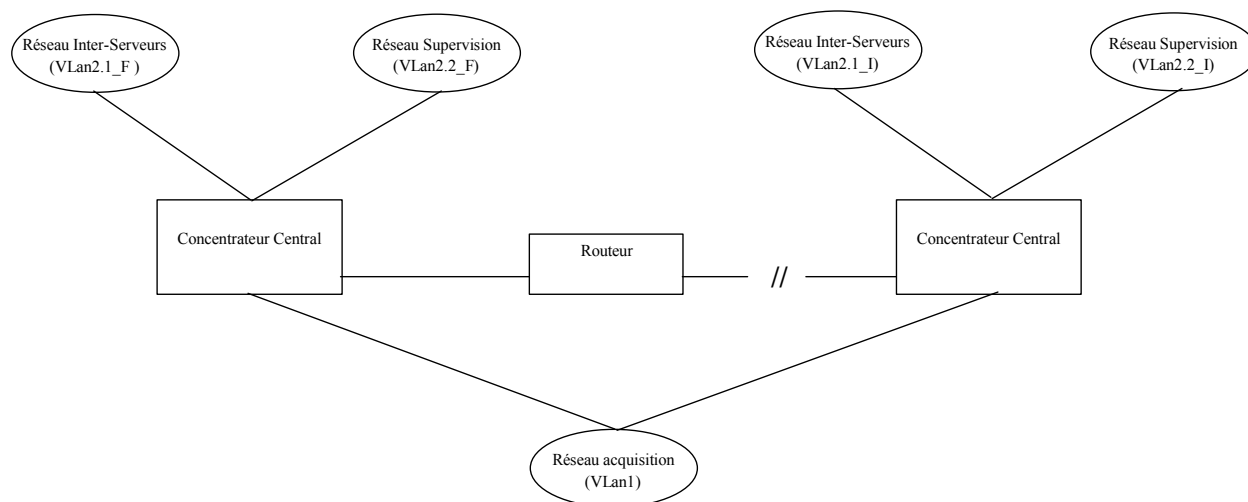 Réseau Inter-Serveurs
(VLan2.1_F )
Réseau Supervision
(VLan2.2_F)
Réseau Inter-Serveurs
(VLan2.1_I)
Réseau Supervision
(VLan2.2_I)
Concentrateur Central
Routeur
//
Concentrateur Central
Réseau acquisition
(VLan1)